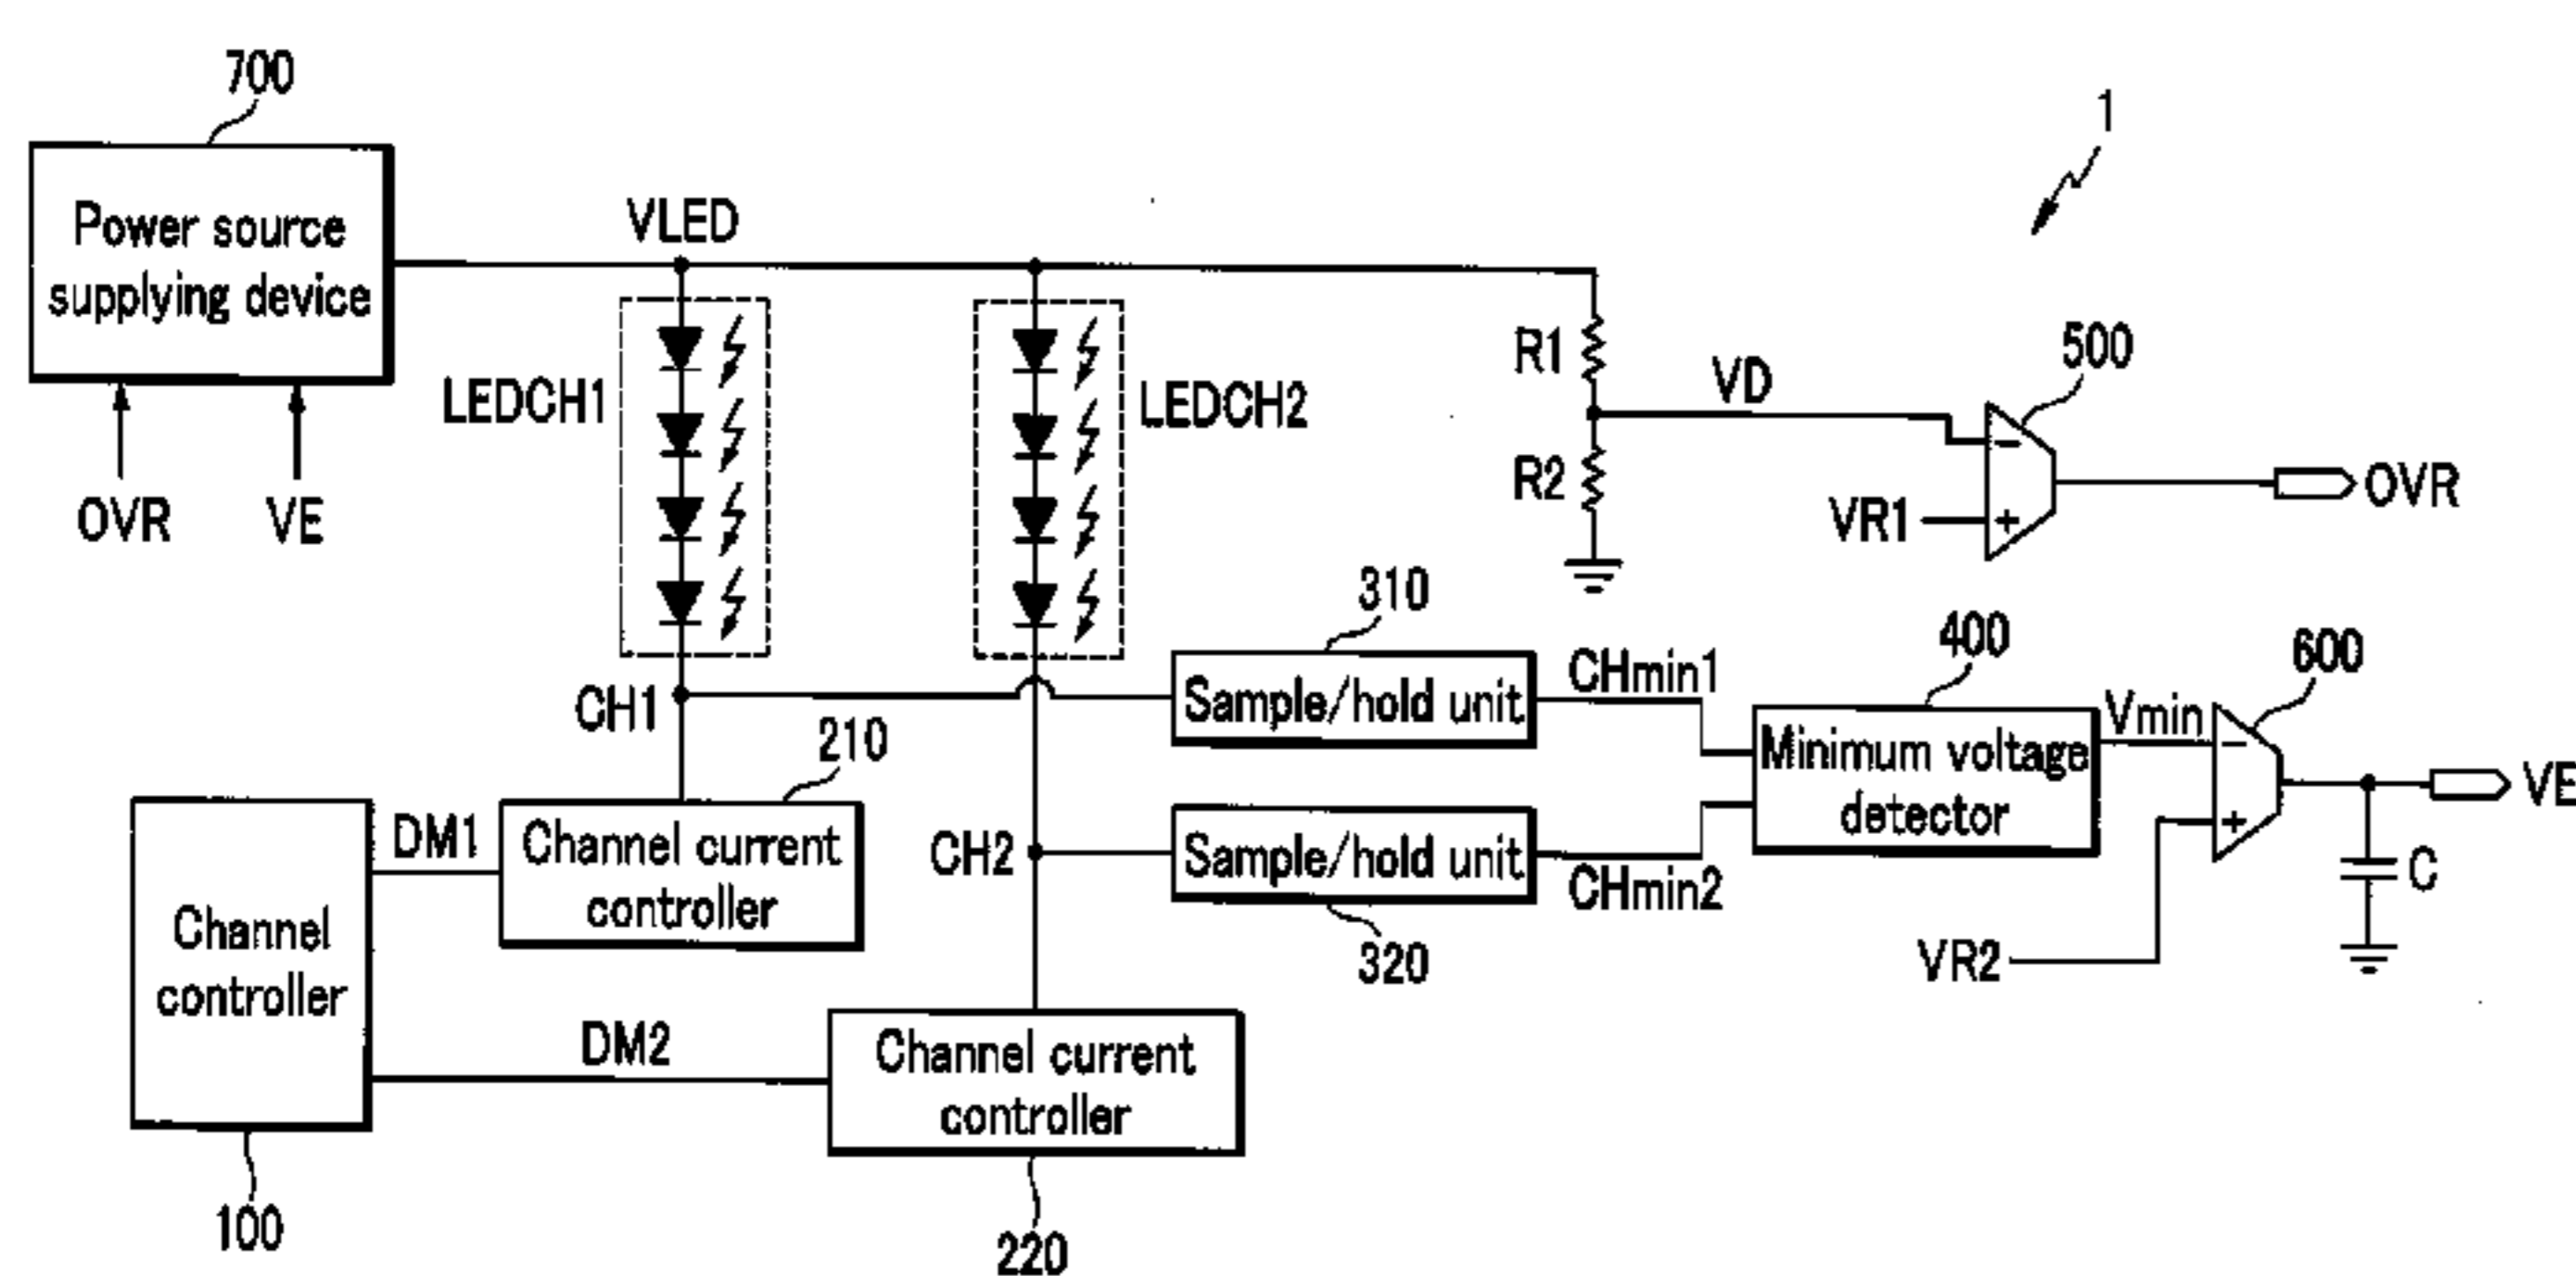 700
1
Power source
supplying device
VLED
OVR
VE
LEDCH1
LEDCH2
R1
R2
VD
500
VR1
-
+
OVR
310
CH1
Sample/hold unit
CHmin1
400
Vmin
600
210
Minimum voltage
detector
-
+
VE
DM1
Channel current
controller
CH2
Sample/hold unit
CHmin2
C
Channel
controller
320
VR2
DM2
Channel current
controller
100
220